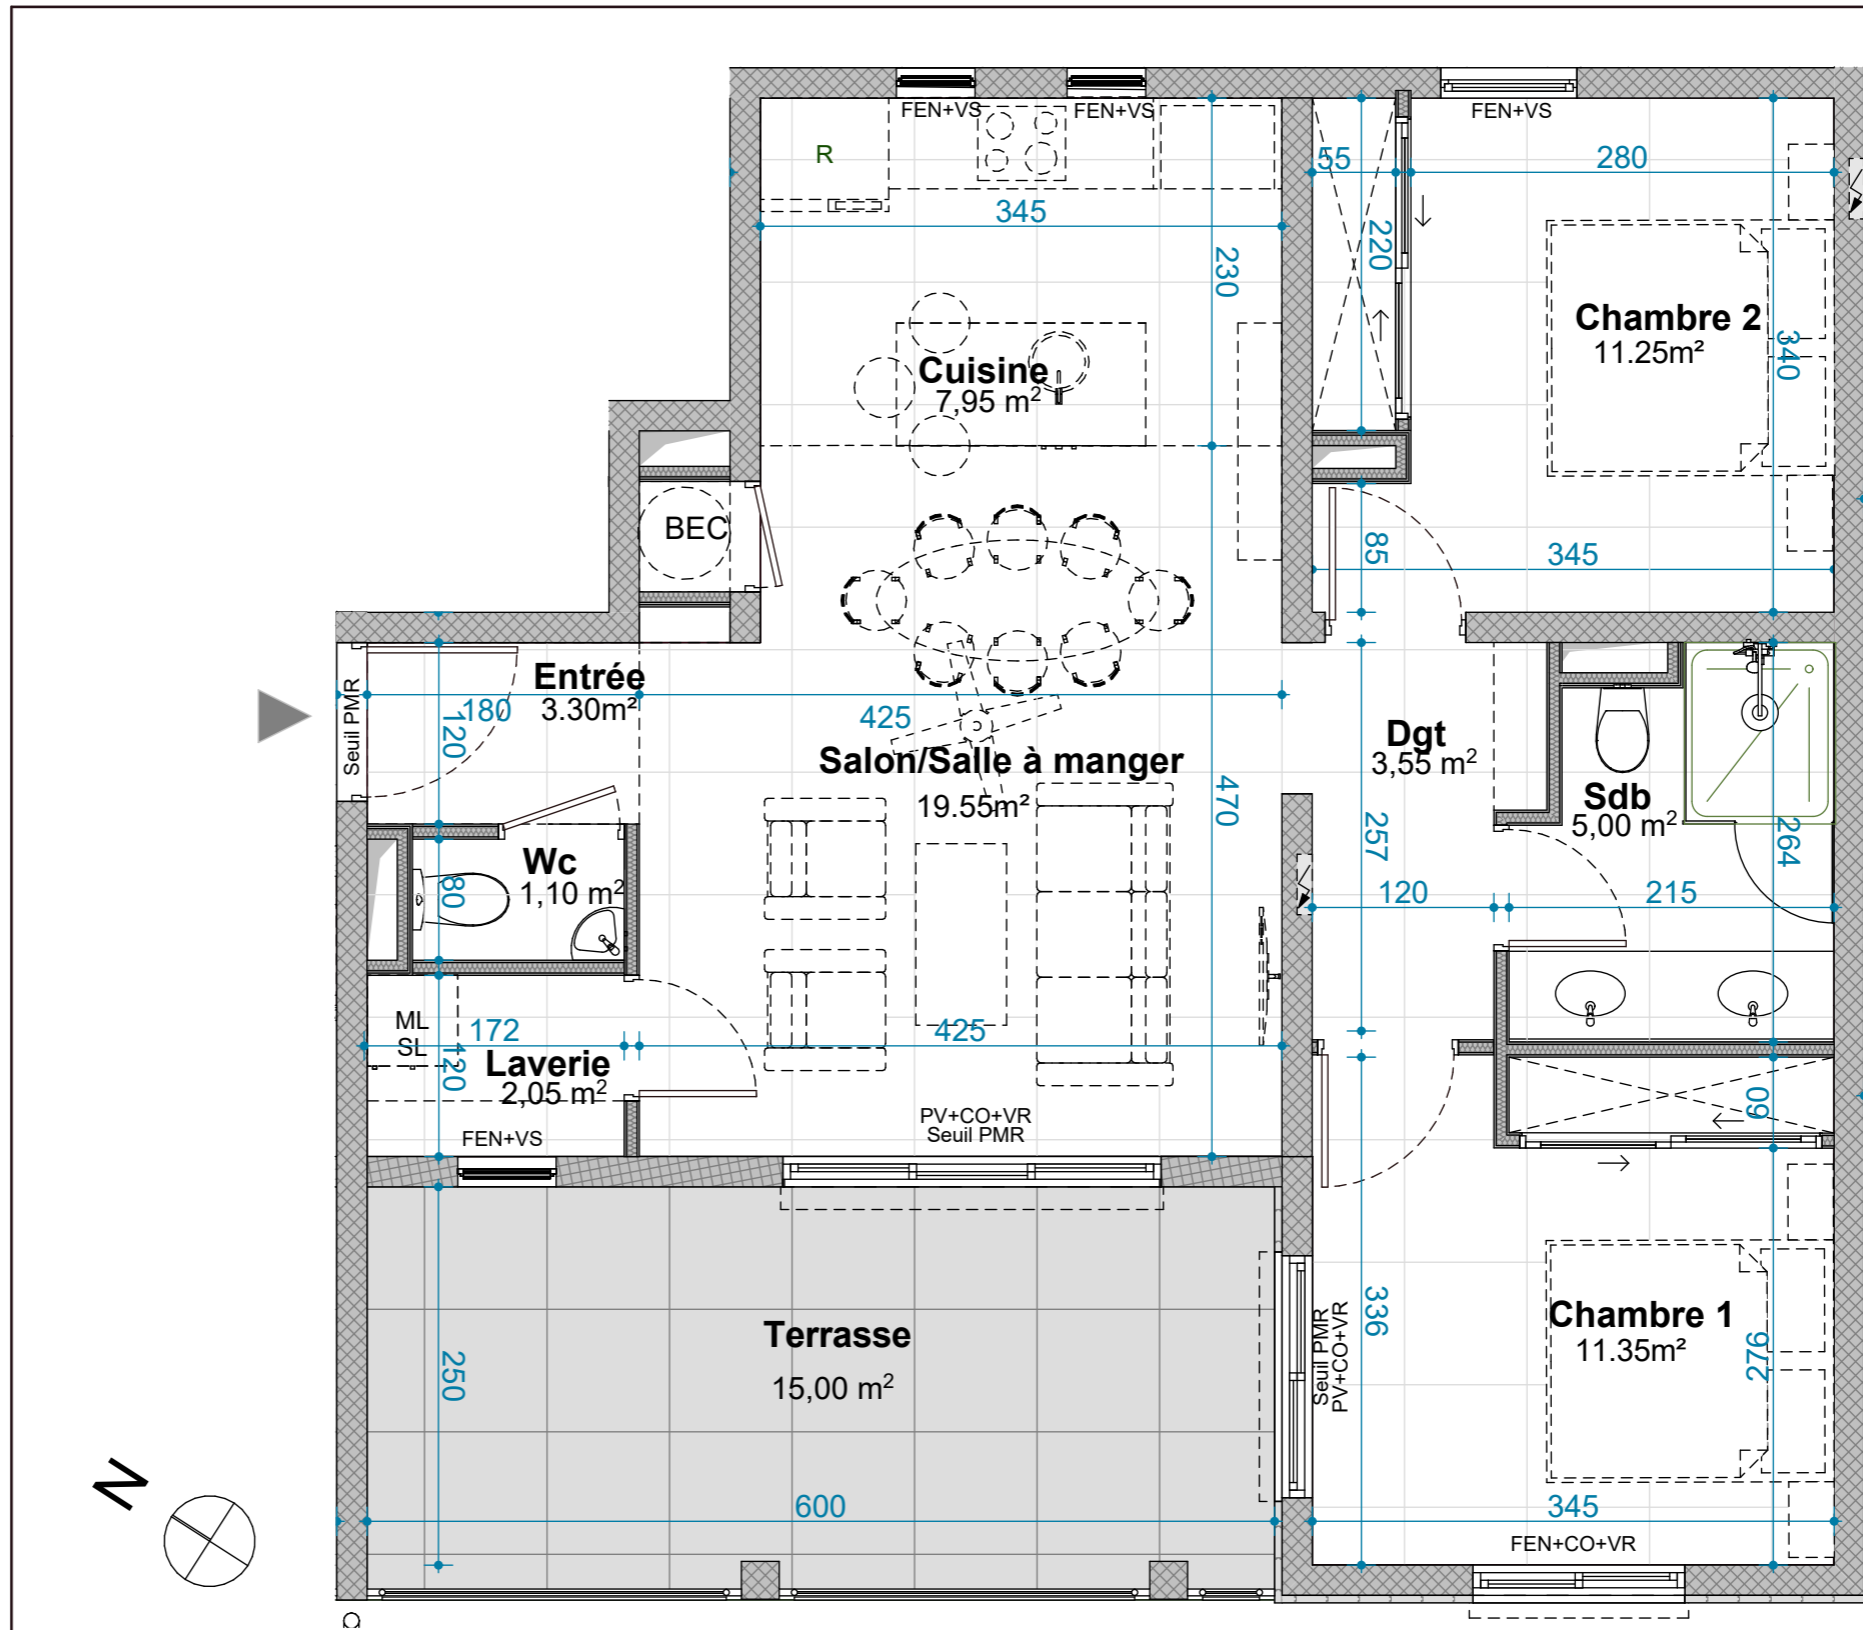 FEN+VS
FEN+VS
FEN+VS
R
55
280
345
220
230
Chambre 2
11.25m²
340
Cuisine
7,95 m²
BEC
85
345
Seuil PMR
Entrée
3.30m²
180
120
425
Salon/Salle à manger
19.55m²
470
Dgt
3,55 m²
257
Sdb
5,00 m²
264
Wc
1,10 m²
80
120
215
ML
SL
172
120
Laverie
2,05 m²
425
60
FEN+VS
PV+CO+VR
Seuil PMR
Terrasse
15,00 m²
250
600
Seuil PMR
PV+CO+VR
336
Chambre 1
11.35m²
276
345
FEN+CO+VR
N